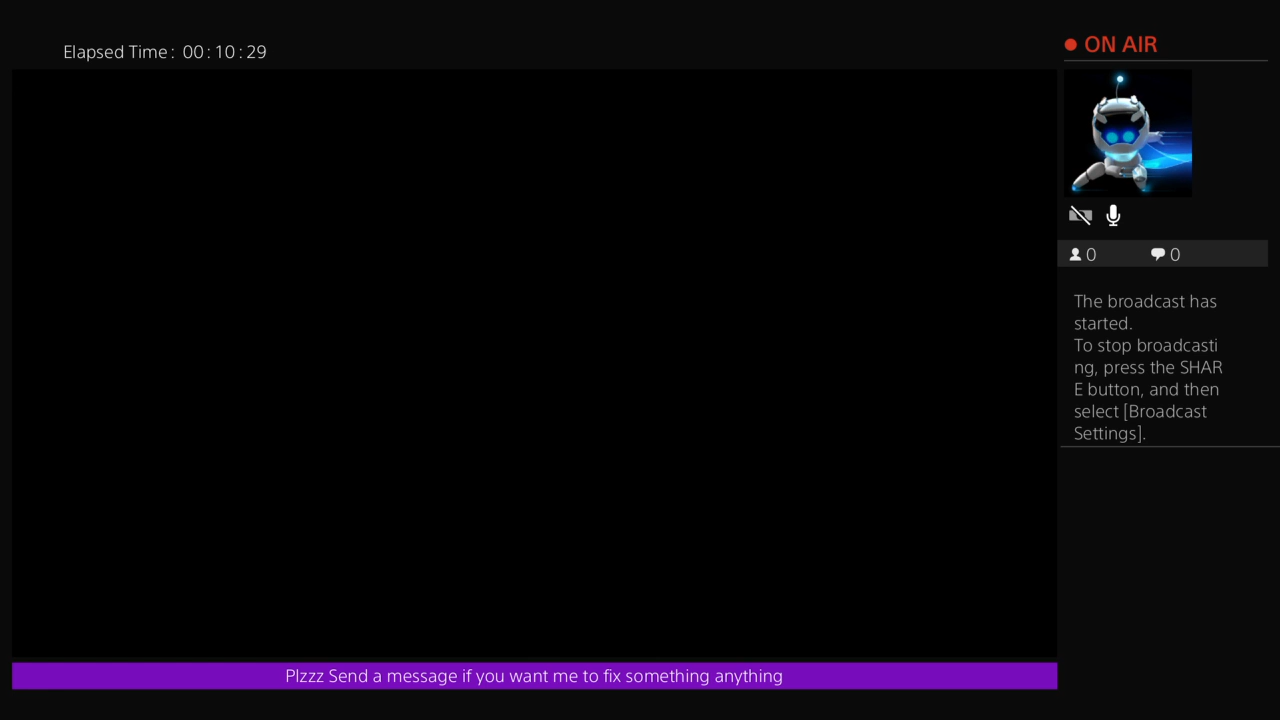 Elapsed Time: 00:10:29
ON AIR
0 0
The broadcast has
started.
To stop broadcasti
ng, press the SHAR
E button, and then
select [Broadcast
Settings].
Plzzz Send a message if you want me to fix something anything